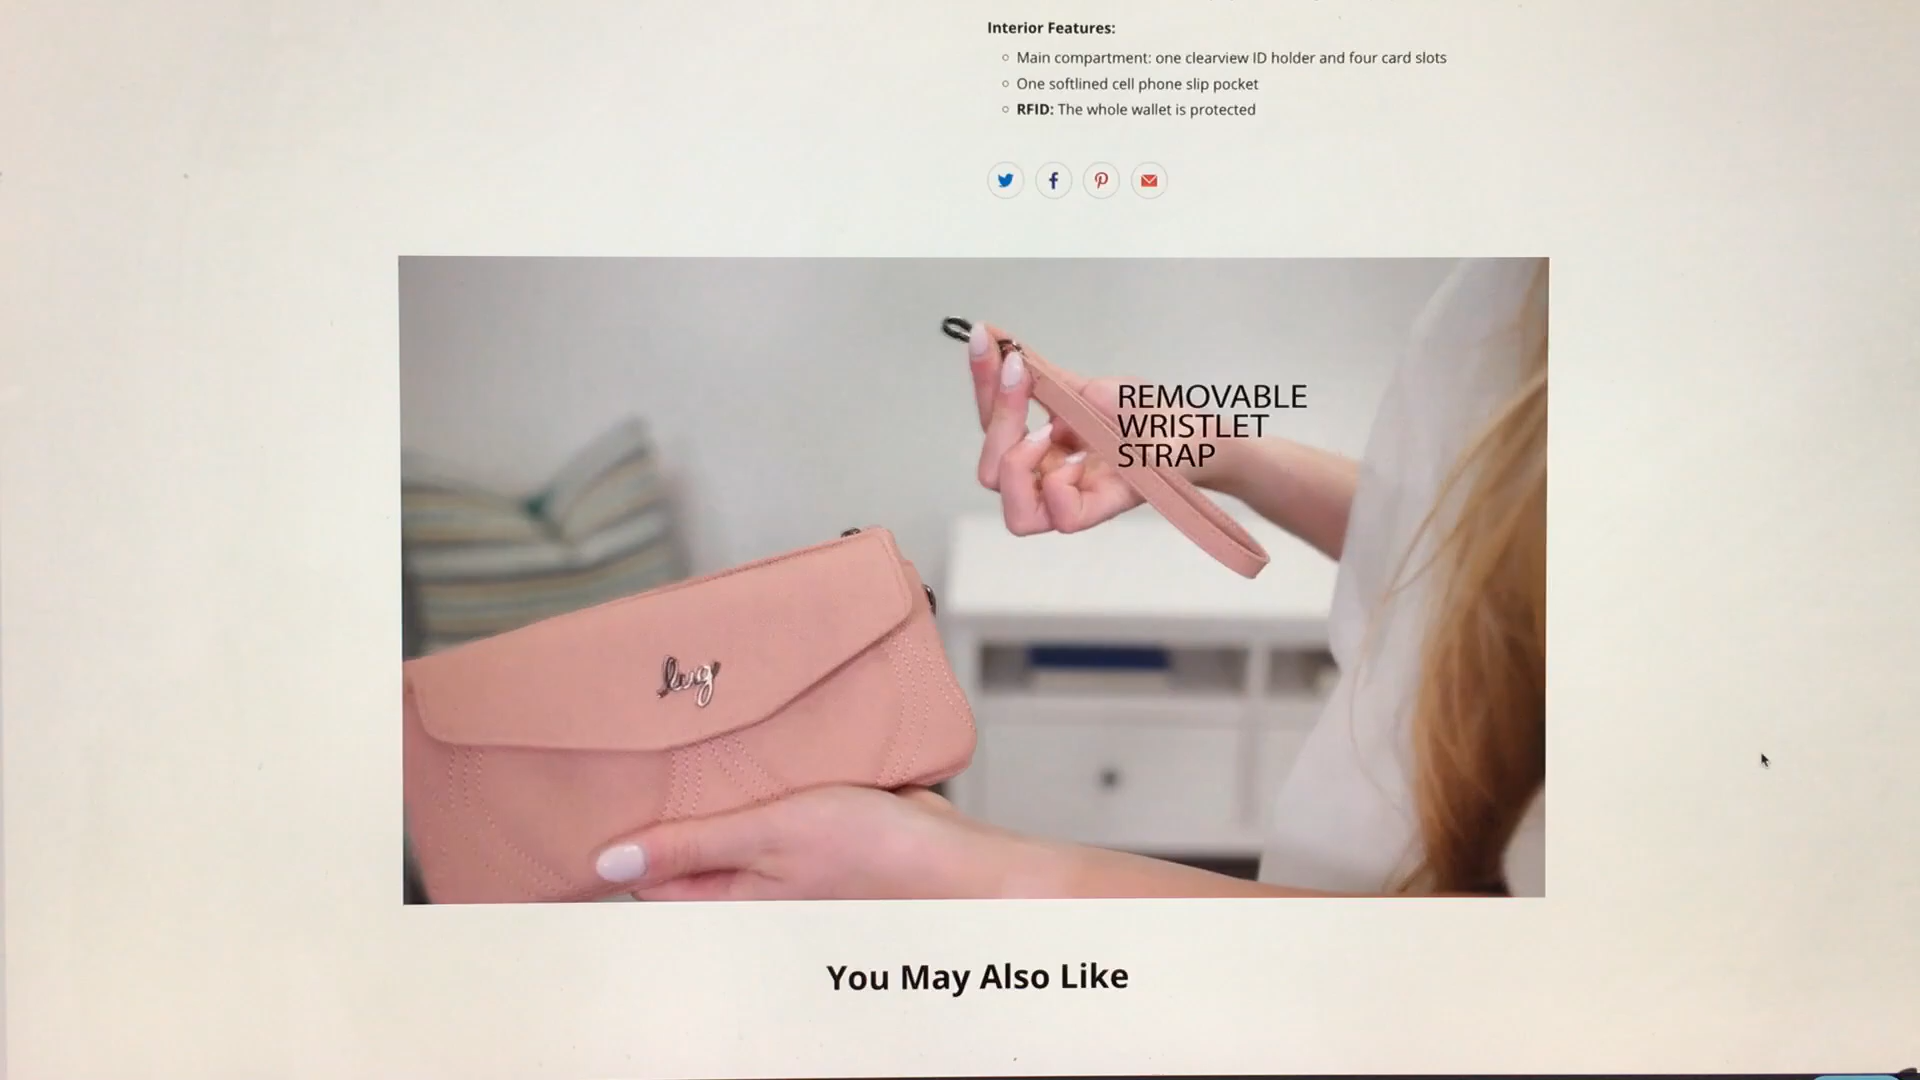 Interior Features:
Main compartment: one clearview ID holder and four card slots
One softlined cell phone slip pocket
RFID: The whole wallet is protected
REMOVABLE
WRISTLET
STRAP
lug
You May Also Like